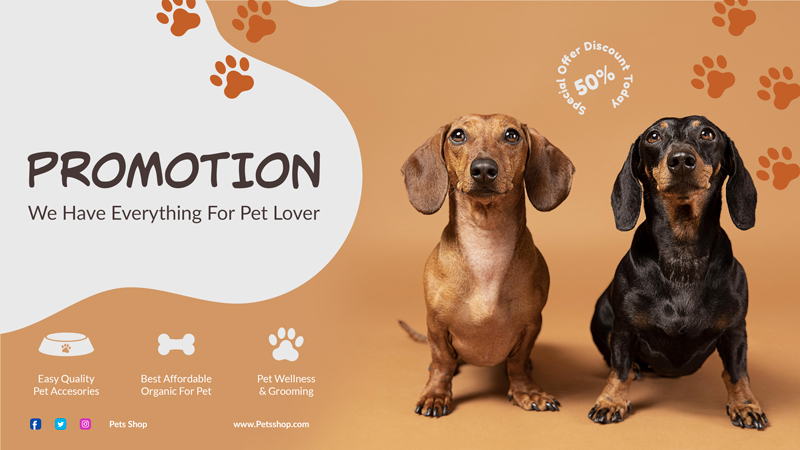 PROMOTION
We Have Everything For Pet Lover
Special Offer Discount Today
50%
Easy Quality
Pet Accesories
Best Affordable
Organic For Pet
Pet Wellness
& Grooming
Pets Shop
www.Petsshop.com